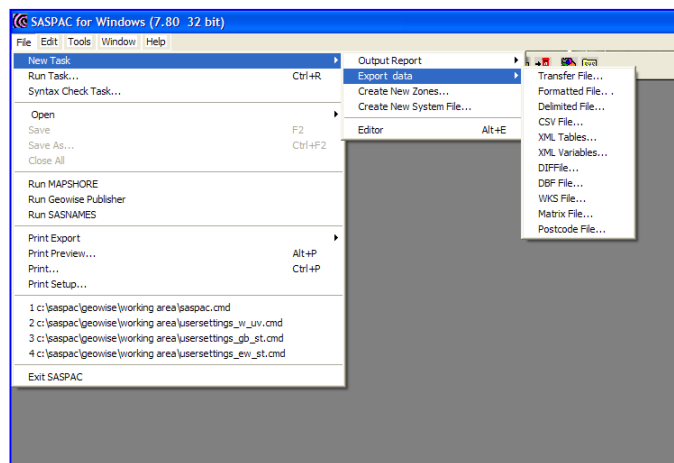 SASPAC for Windows (7.80 32 bit)
File Edit Tools Window Help
New Task
Run Task... Ctrl+R
Syntax Check Task...
Open
Save F2
Save As... Ctrl+F2
Close All
Run MAPSHORE
Run Geowise Publisher
Run SASNAMES
Print Export
Print Preview... Alt+P
Print... Ctrl+P
Print Setup...
1 c:\saspac\geowise\working area\saspac.cmd
2 c:\saspac\geowise\working area\usersettings_w_uv.cmd
3 c:\saspac\geowise\working area\usersettings_gb_st.cmd
4 c:\saspac\geowise\working area\usersettings_ew_st.cmd
Exit SASPAC
Output Report
Export data
Create New Zones...
Create New System File...
Editor Alt+E
Transfer File...
Formatted File.. .
Delimited File...
CSV File...
XML Tables...
XML Variables...
DIFFile...
DBF File...
WKS File...
Matrix File...
Postcode File...